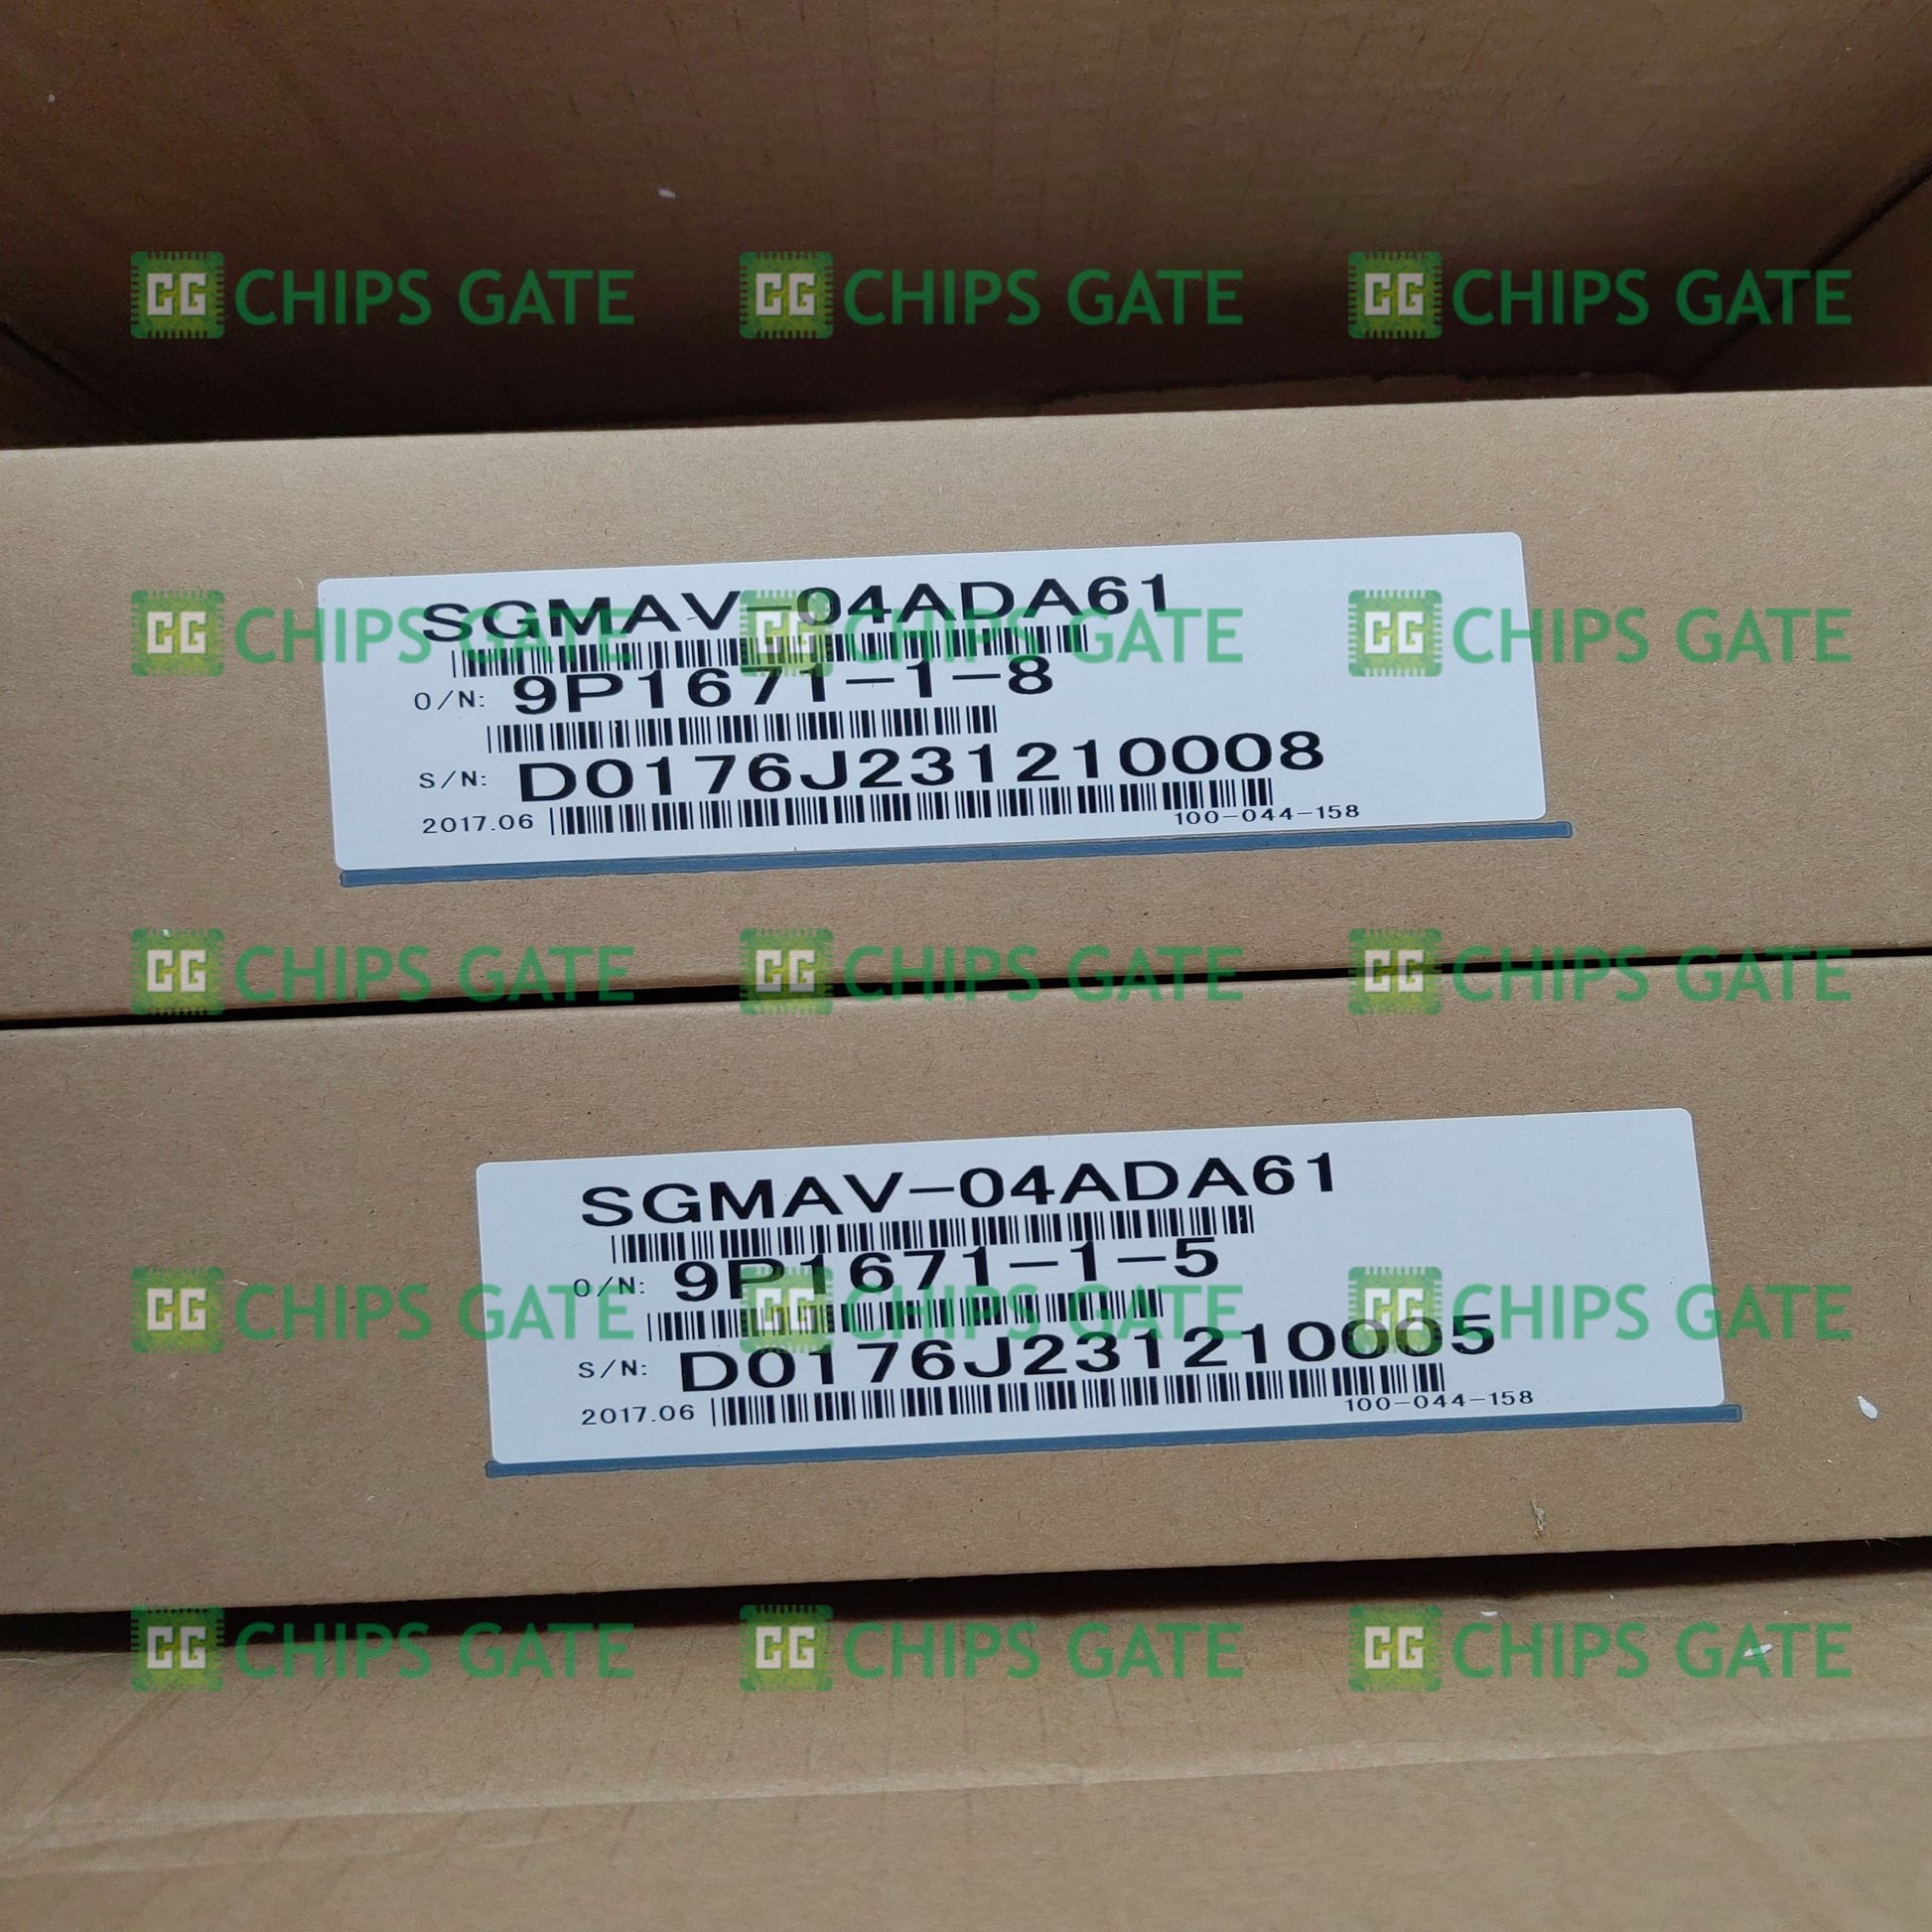 CG CHIPS GATE CG CHIPS GATE CG CHIPS GATE
SGMAV-04ADA61
CG CHIPS GATE CG CHIPS GATE CG CHIPS GATE
O/N: 9P1671-1-8
S/N: D0176J231210008
2017.06 100-044-158
CG CHIPS GATE CG CHIPS GATE CG CHIPS GATE
SGMAV-04ADA61
O/N: 9P1671-1-5
CG CHIPS GATE CG CHIPS GATE CG CHIPS GATE
S/N: D0176J231210005
2017.06 100-044-158
CG CHIPS GATE CG CHIPS GATE CG CHIPS GATE